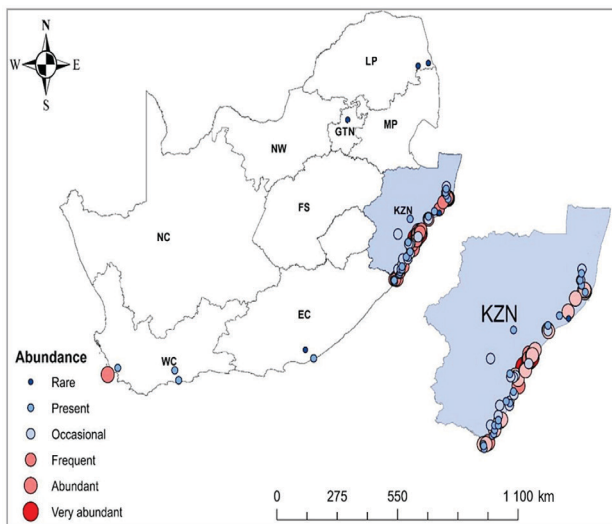 N
W E
S
LP
GTN
MP
NW
KZN
FS
NC
KZN
EC
WC
Abundance
Rare
Present
Occasional
Frequent
Abundant
Very abundant
0 275 550 1 100 km